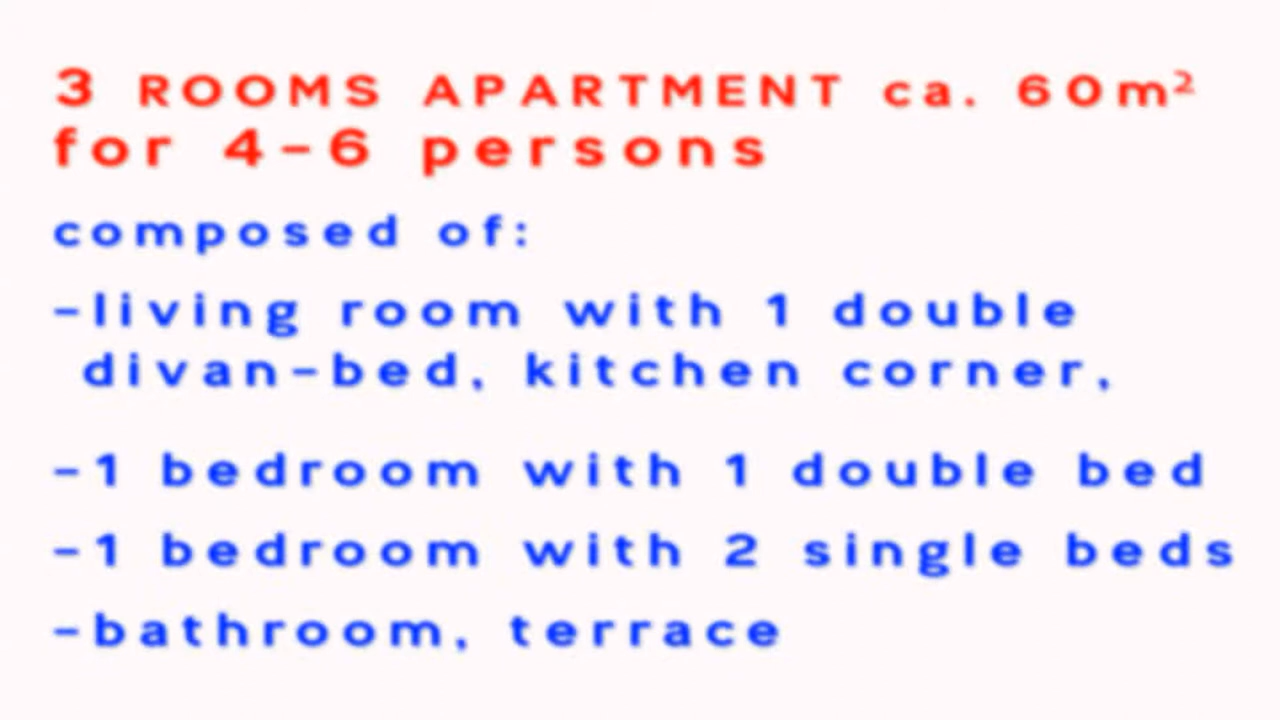 3 ROOMS APARTMENT ca. 60m²
for 4-6 persons
composed of:
-living room with 1 double
divan-bed, kitchen corner,
-1 bedroom with 1 double bed
-1 bedroom with 2 single beds
-bathroom, terrace